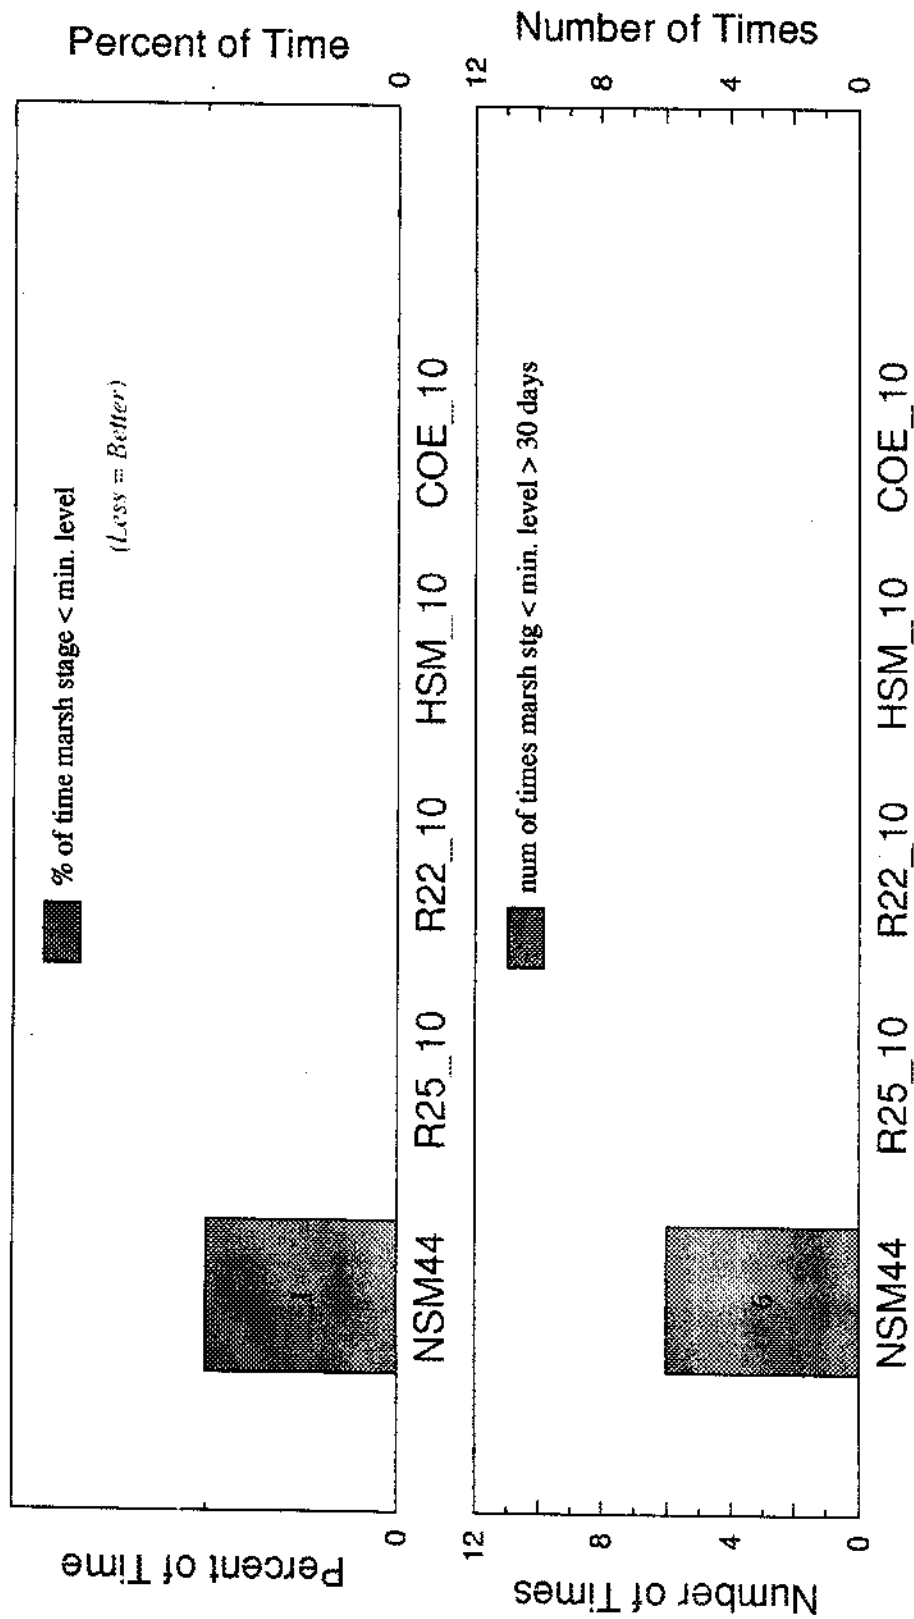 Percent of Time
0
Percent of Time
0
% of time marsh stage < min. level
(Less = Better)
1
NSM44 R25_10 R22_10 HSM_10 COE_10
Number of Times
12
8
4
0
Number of Times
12
8
4
0
num of times marsh stg < min. level > 30 days
6
NSM44 R25_10 R22_10 HSM_10 COE_10